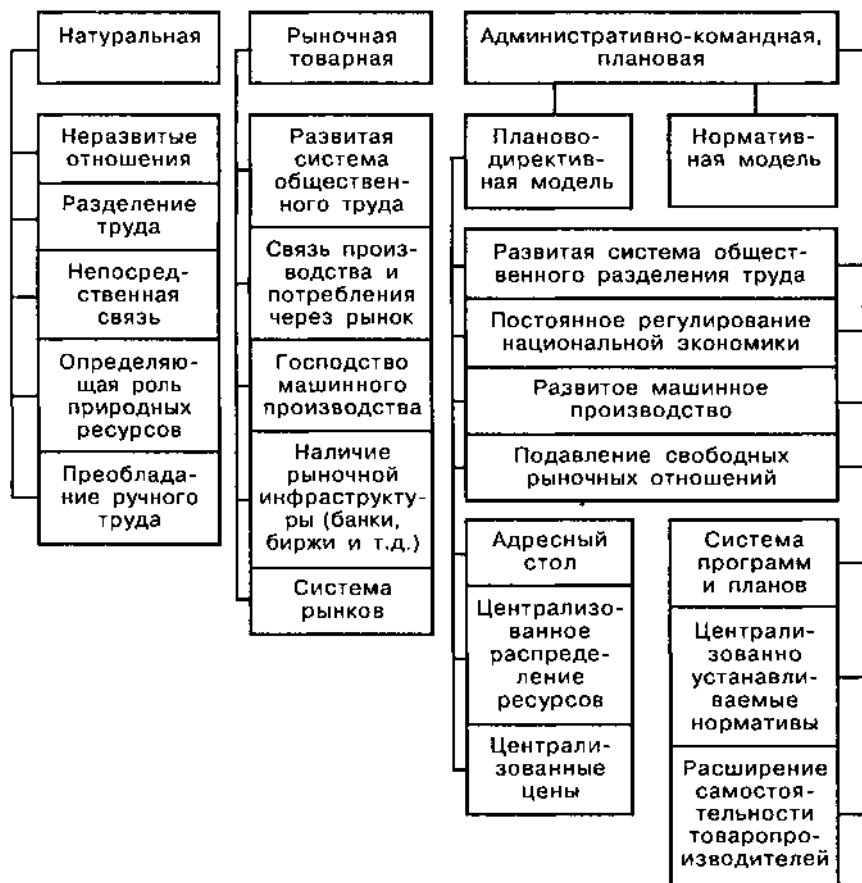 Натуральная
Рыночная
товарная
Административно-командная,
плановая
Неразвитые
отношения
Разделение
труда
Непосред-
ственная
связь
Определяю-
щая роль
природных
ресурсов
Преоблада-
ние ручного
труда
Развитая
система
обществен-
ного труда
Связь произ-
водства и
потребления
через рынок
Господство
машинного
производства
Наличие
рыночной
инфраструкту-
ры (банки,
биржи и т.д.)
Система
рынков
Планово-
директив-
ная модель
Норматив-
ная модель
Развитая система общест-
венного разделения труда
Постоянное регулирование
национальной экономики
Развитое машинное
производство
Подавление свободных
рыночных отношений
Адресный
стол
Централизо-
ванное
распреде-
ление
ресурсов
Централи-
зованные
цены
Система
программ
и планов
Централи-
зованно
устанавли-
ваемые
нормативы
Расширение
самостоя-
тельности
товаропро-
изводителей